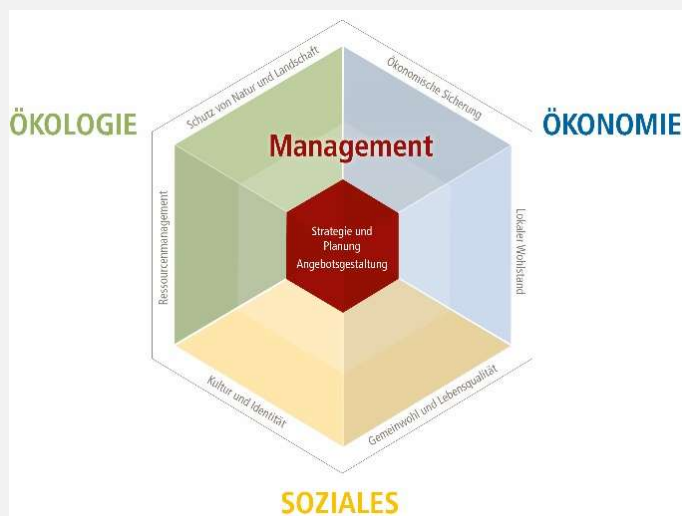 Schutz von Natur und Landschaft
Ökonomische Sicherung
ÖKOLOGIE
ÖKONOMIE
Management
Ressourcenmanagement
Strategie und
Planung
Angebotsgestaltung
Lokaler Wohlstand
Kultur und Identität
Gemeinwohl und Lebensqualität
SOZIALES